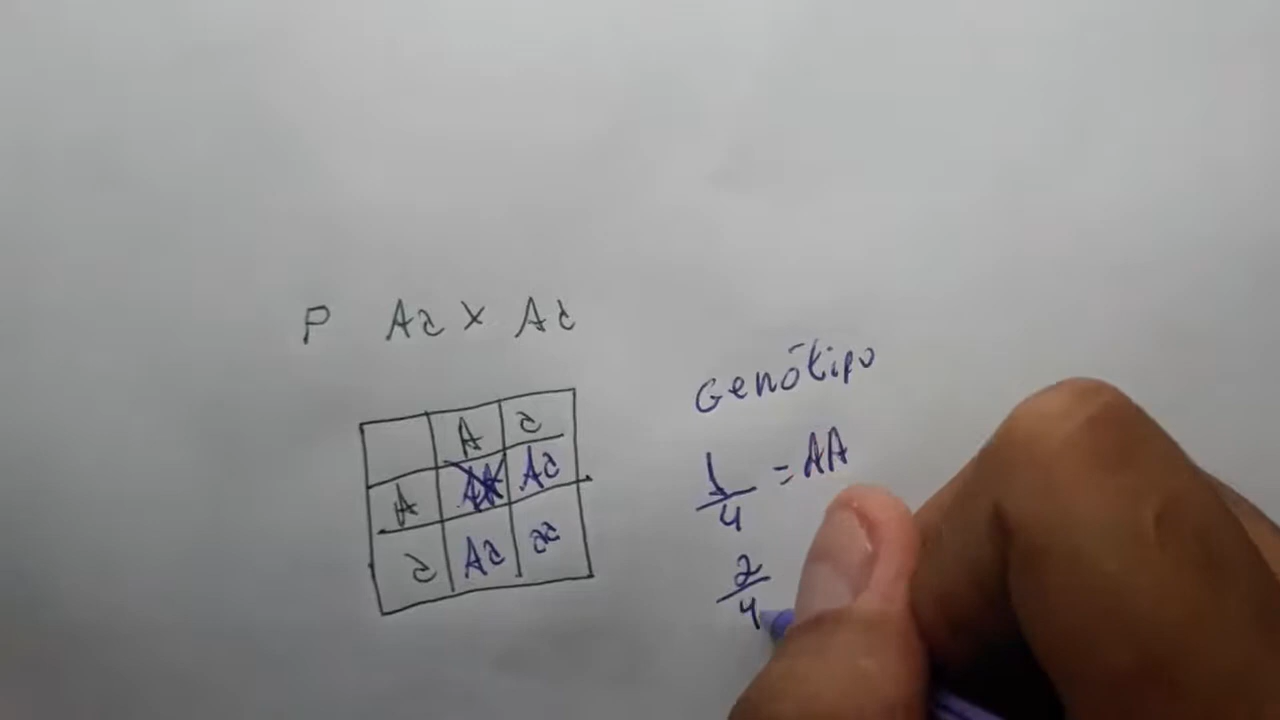 P Aa x Aa
A a
A AA Aa
a Aa aa
Genótipo
1/4 = AA
2/4